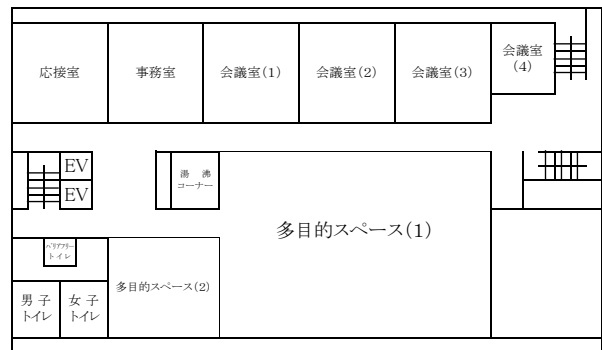 応接室
事務室
会議室(1)
会議室(2)
会議室(3)
会議室
(4)
EV
EV
湯 沸
コーナー
多目的スペース(1)
バリアフリー
トイレ
多目的スペース(2)
男 子
トイレ
女 子
トイレ